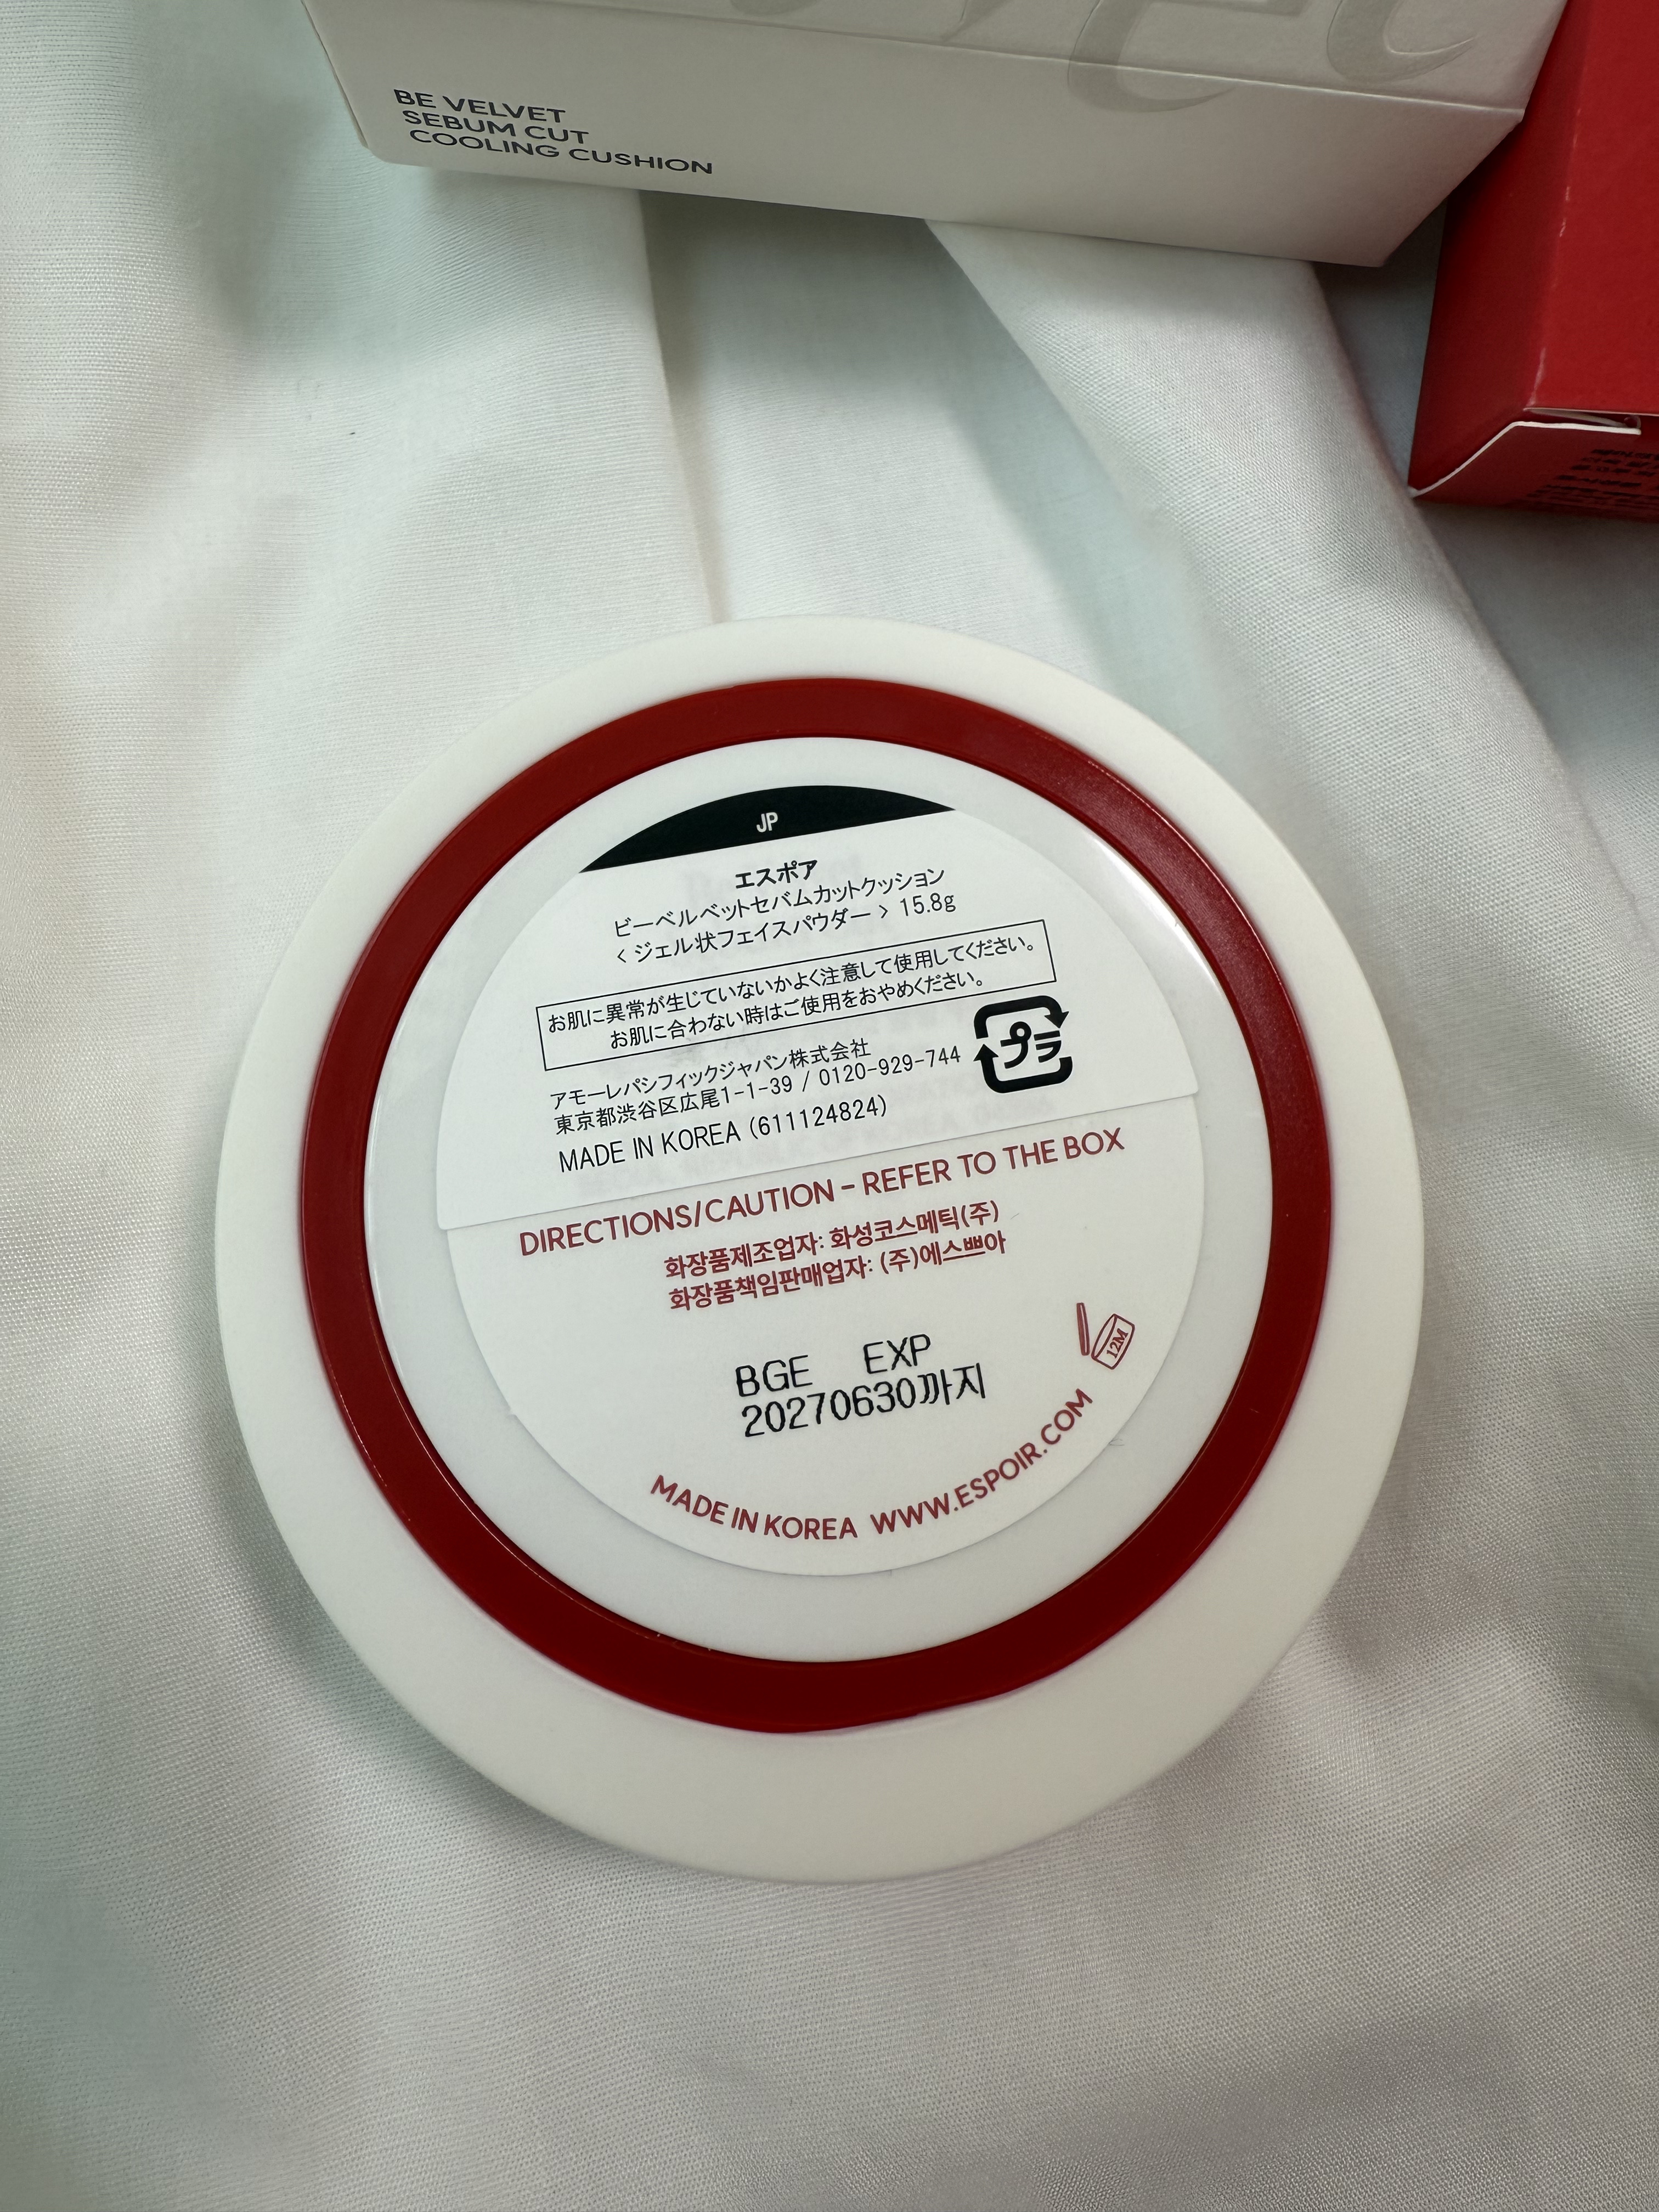 BE VELVET
SEBUM CUT
COOLING CUSHION
JP
エスポア
ビーベルベットセバムカットクッション
< ジェル状フェイスパウダー > 15.8g
お肌に異常が生じていないかよく注意して使用してください。
お肌に合わない時はご使用をおやめください。
プラ
アモーレパシフィックジャパン株式会社
東京都渋谷区広尾1-1-39 / 0120-929-744
MADE IN KOREA (611124824)
DIRECTIONS/CAUTION - REFER TO THE BOX
화장품제조업자: 화성코스메틱(주)
화장품책임판매업자: (주)에스쁘아
12M
BGE EXP
20270630까지
MADE IN KOREA WWW.ESPOIR.COM